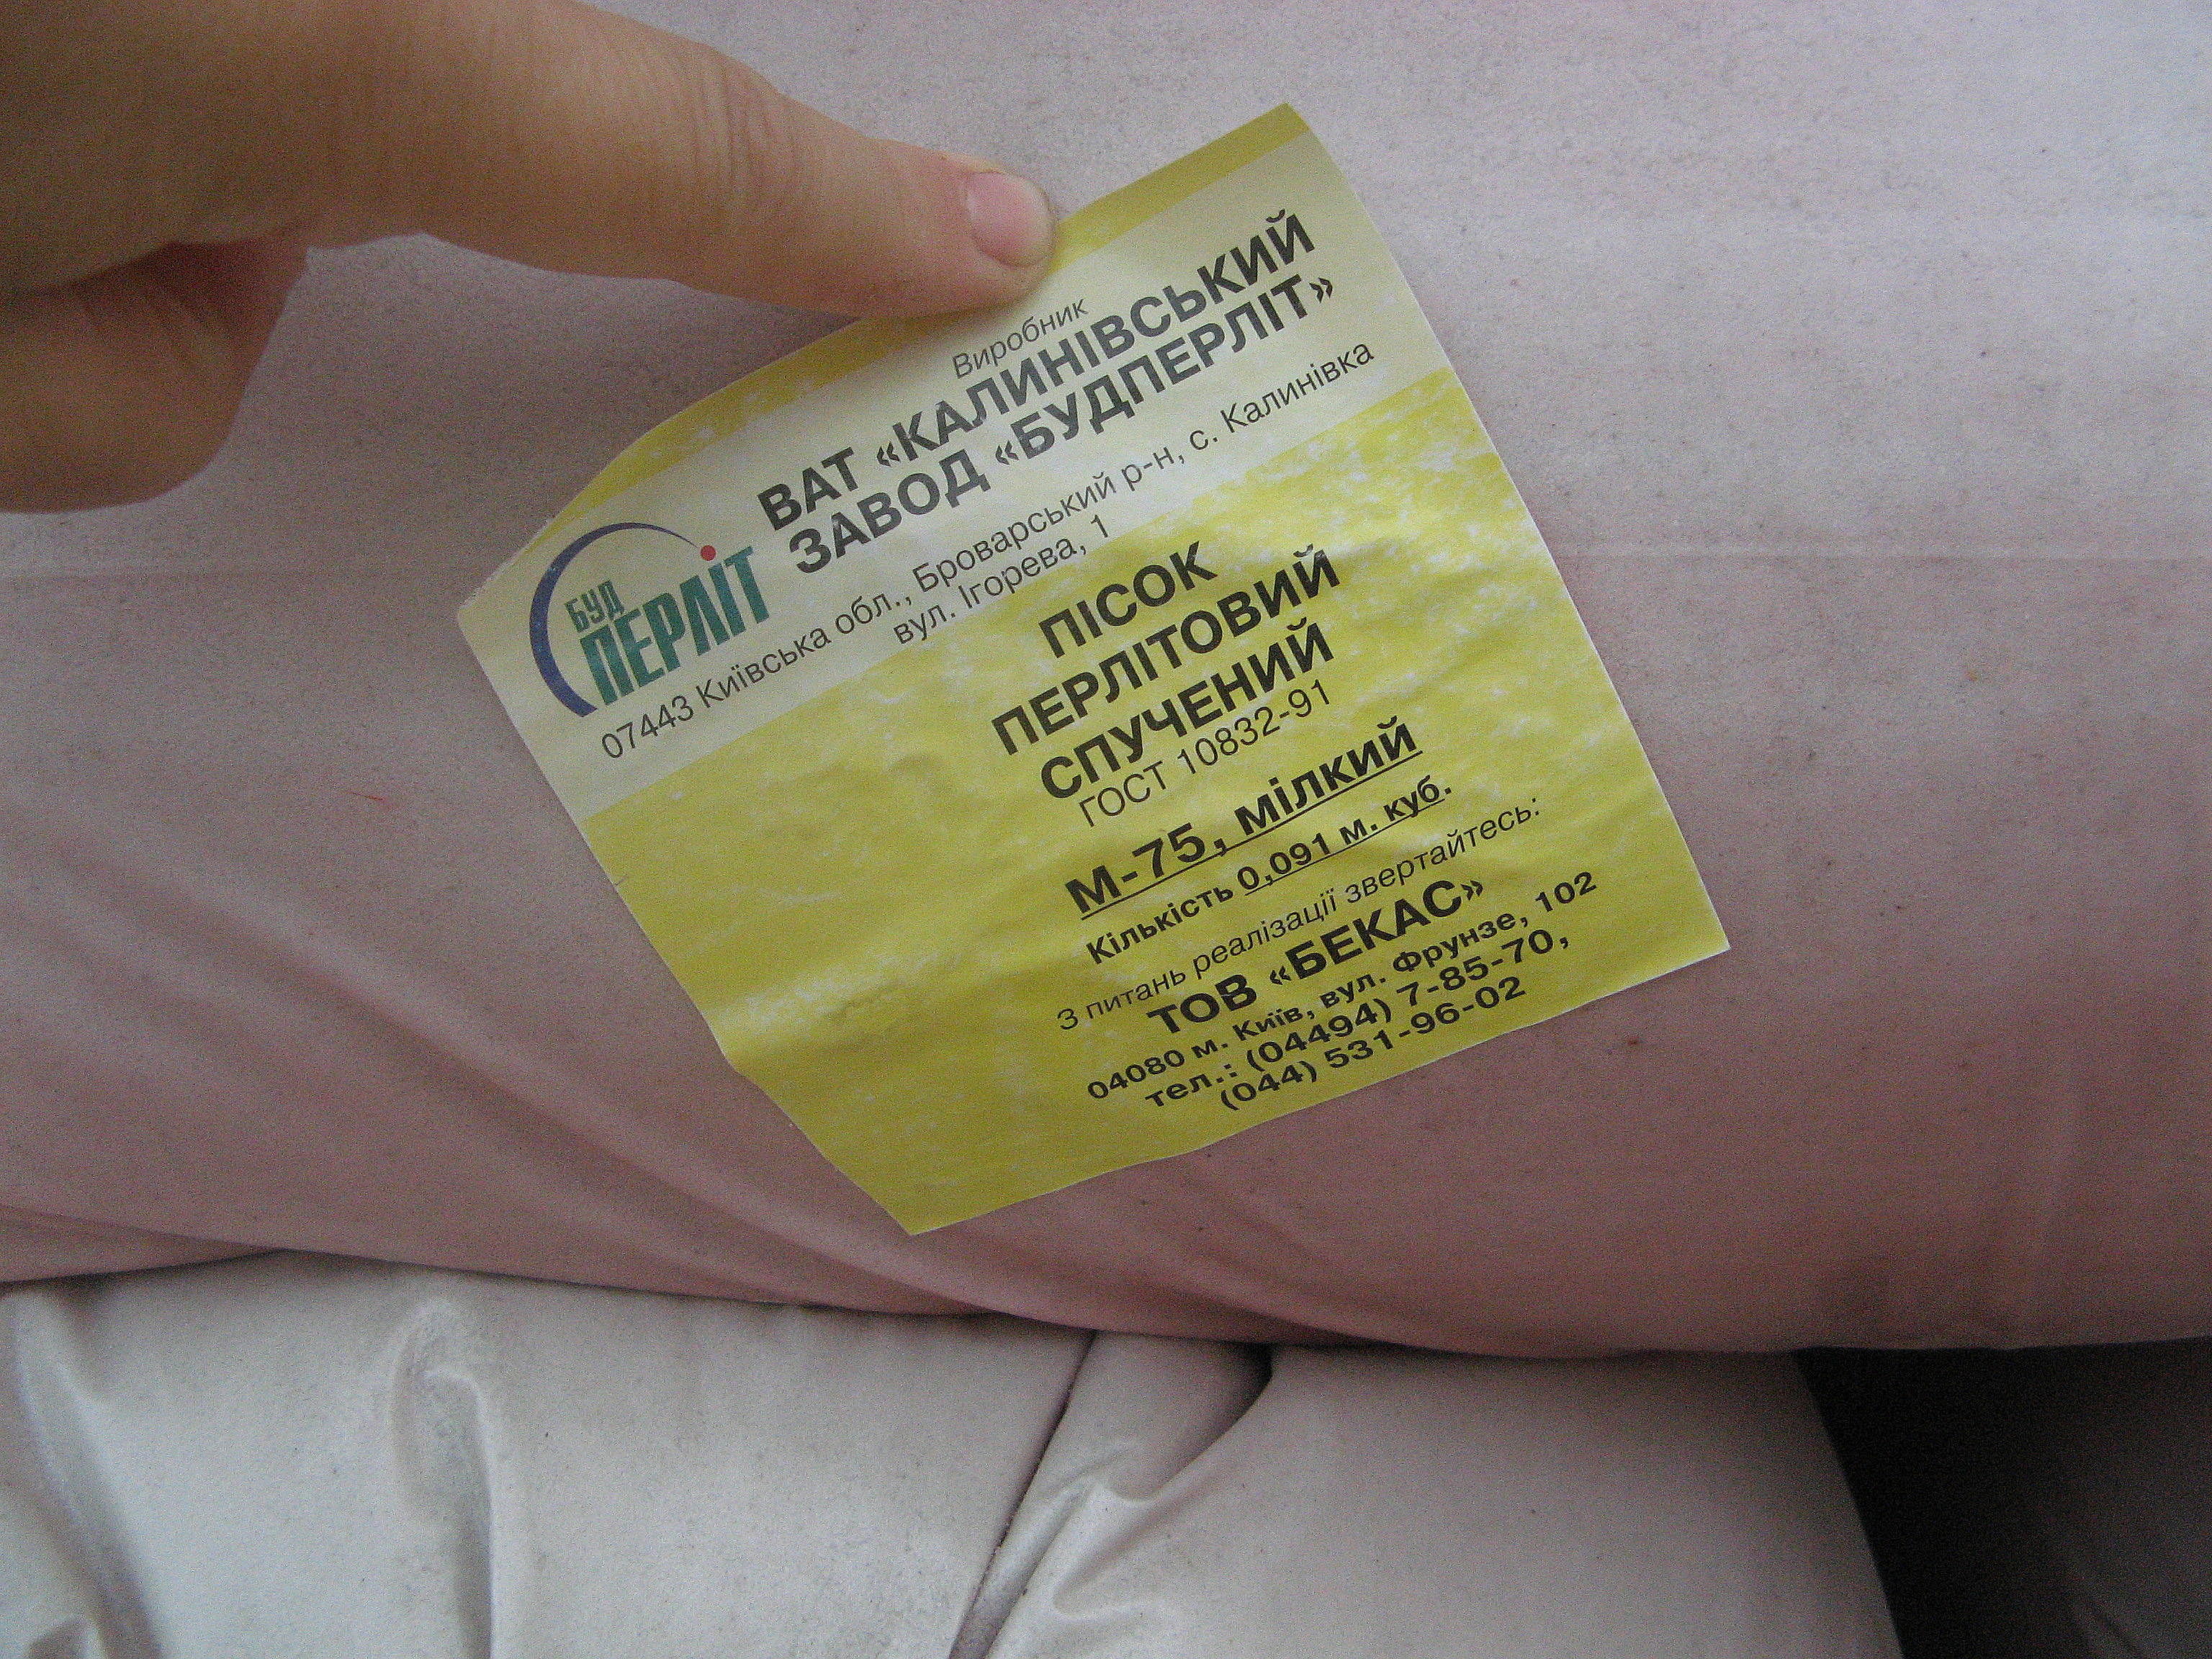 Виробник
ВАТ «КАЛИНІВСЬКИЙ
ЗАВОД «БУДПЕРЛІТ»
БУД
ПЕРЛІТ
07443 Київська обл., Броварський р-н, с. Калинівка
вул. Ігорева, 1
ПІСОК
ПЕРЛІТОВИЙ
СПУЧЕНИЙ
ГОСТ 10832-91
М-75, мілкий
Кількість 0,091 м. куб.
З питань реалізації звертайтесь:
ТОВ «БЕКАС»
04080 м. Київ, вул. Фрунзе, 102
тел.: (04494) 7-85-70,
(044) 531-96-02